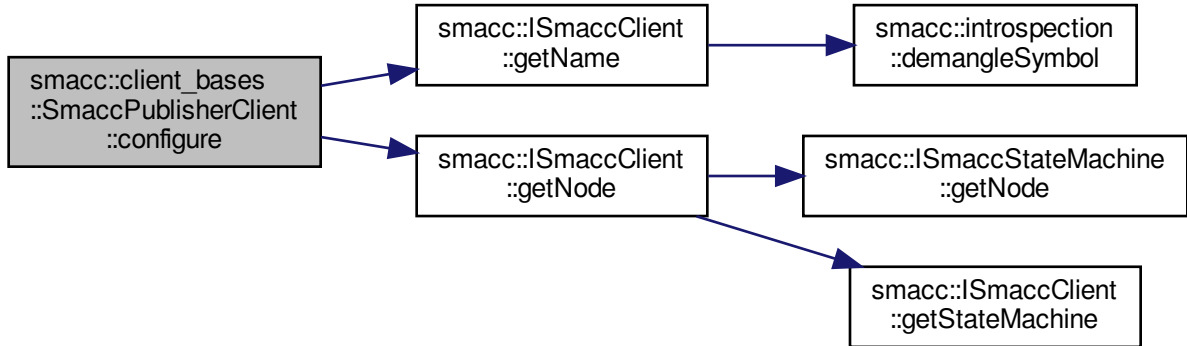 smacc::client_bases
::SmaccPublisherClient
::configure
smacc::ISmaccClient
::getName
smacc::introspection
::demangleSymbol
smacc::ISmaccClient
::getNode
smacc::ISmaccStateMachine
::getNode
smacc::ISmaccClient
::getStateMachine